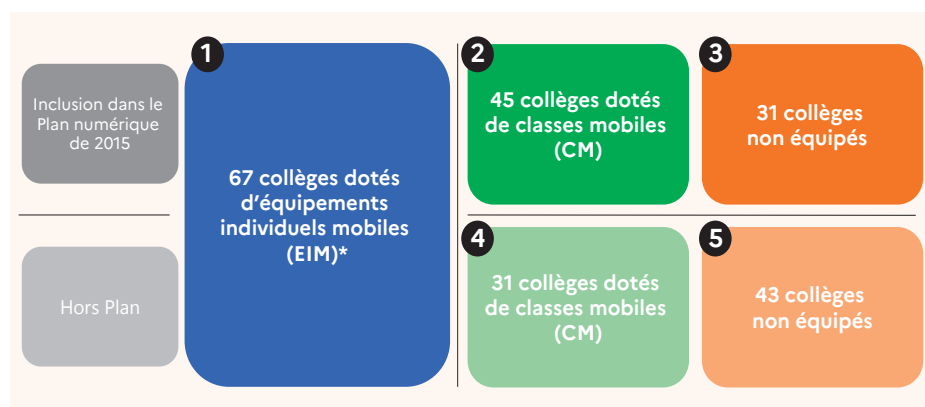 1
2
3
Inclusion dans le
Plan numérique
de 2015
67 collèges dotés
d'équipements
individuels mobiles
(EIM)*
45 collèges dotés
de classes mobiles
(CM)
31 collèges
non équipés
4
5
Hors Plan
31 collèges dotés
de classes mobiles
(CM)
43 collèges
non équipés